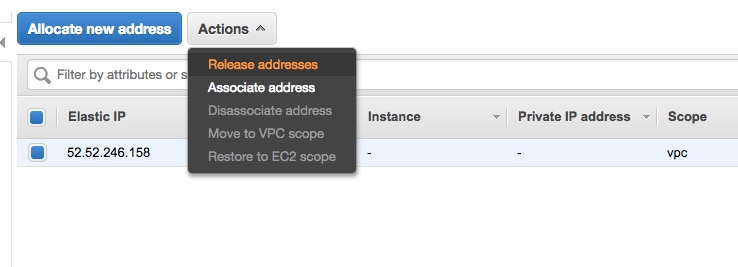 Allocate new address Actions
Release addresses
Filter by attributes or s
Associate address
Disassociate address
Elastic IP Instance Private IP address Scope
Move to VPC scope
52.52.246.158 - - vpc
Restore to EC2 scope